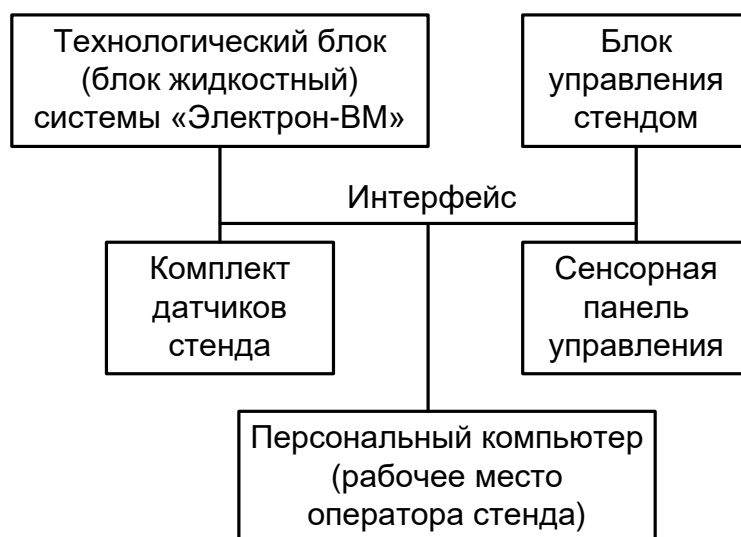 Технологический блок
(блок жидкостный)
системы «Электрон-ВМ»
Блок
управления
стендом
Интерфейс
Комплект
датчиков
стенда
Сенсорная
панель
управления
Персональный компьютер
(рабочее место
оператора стенда)